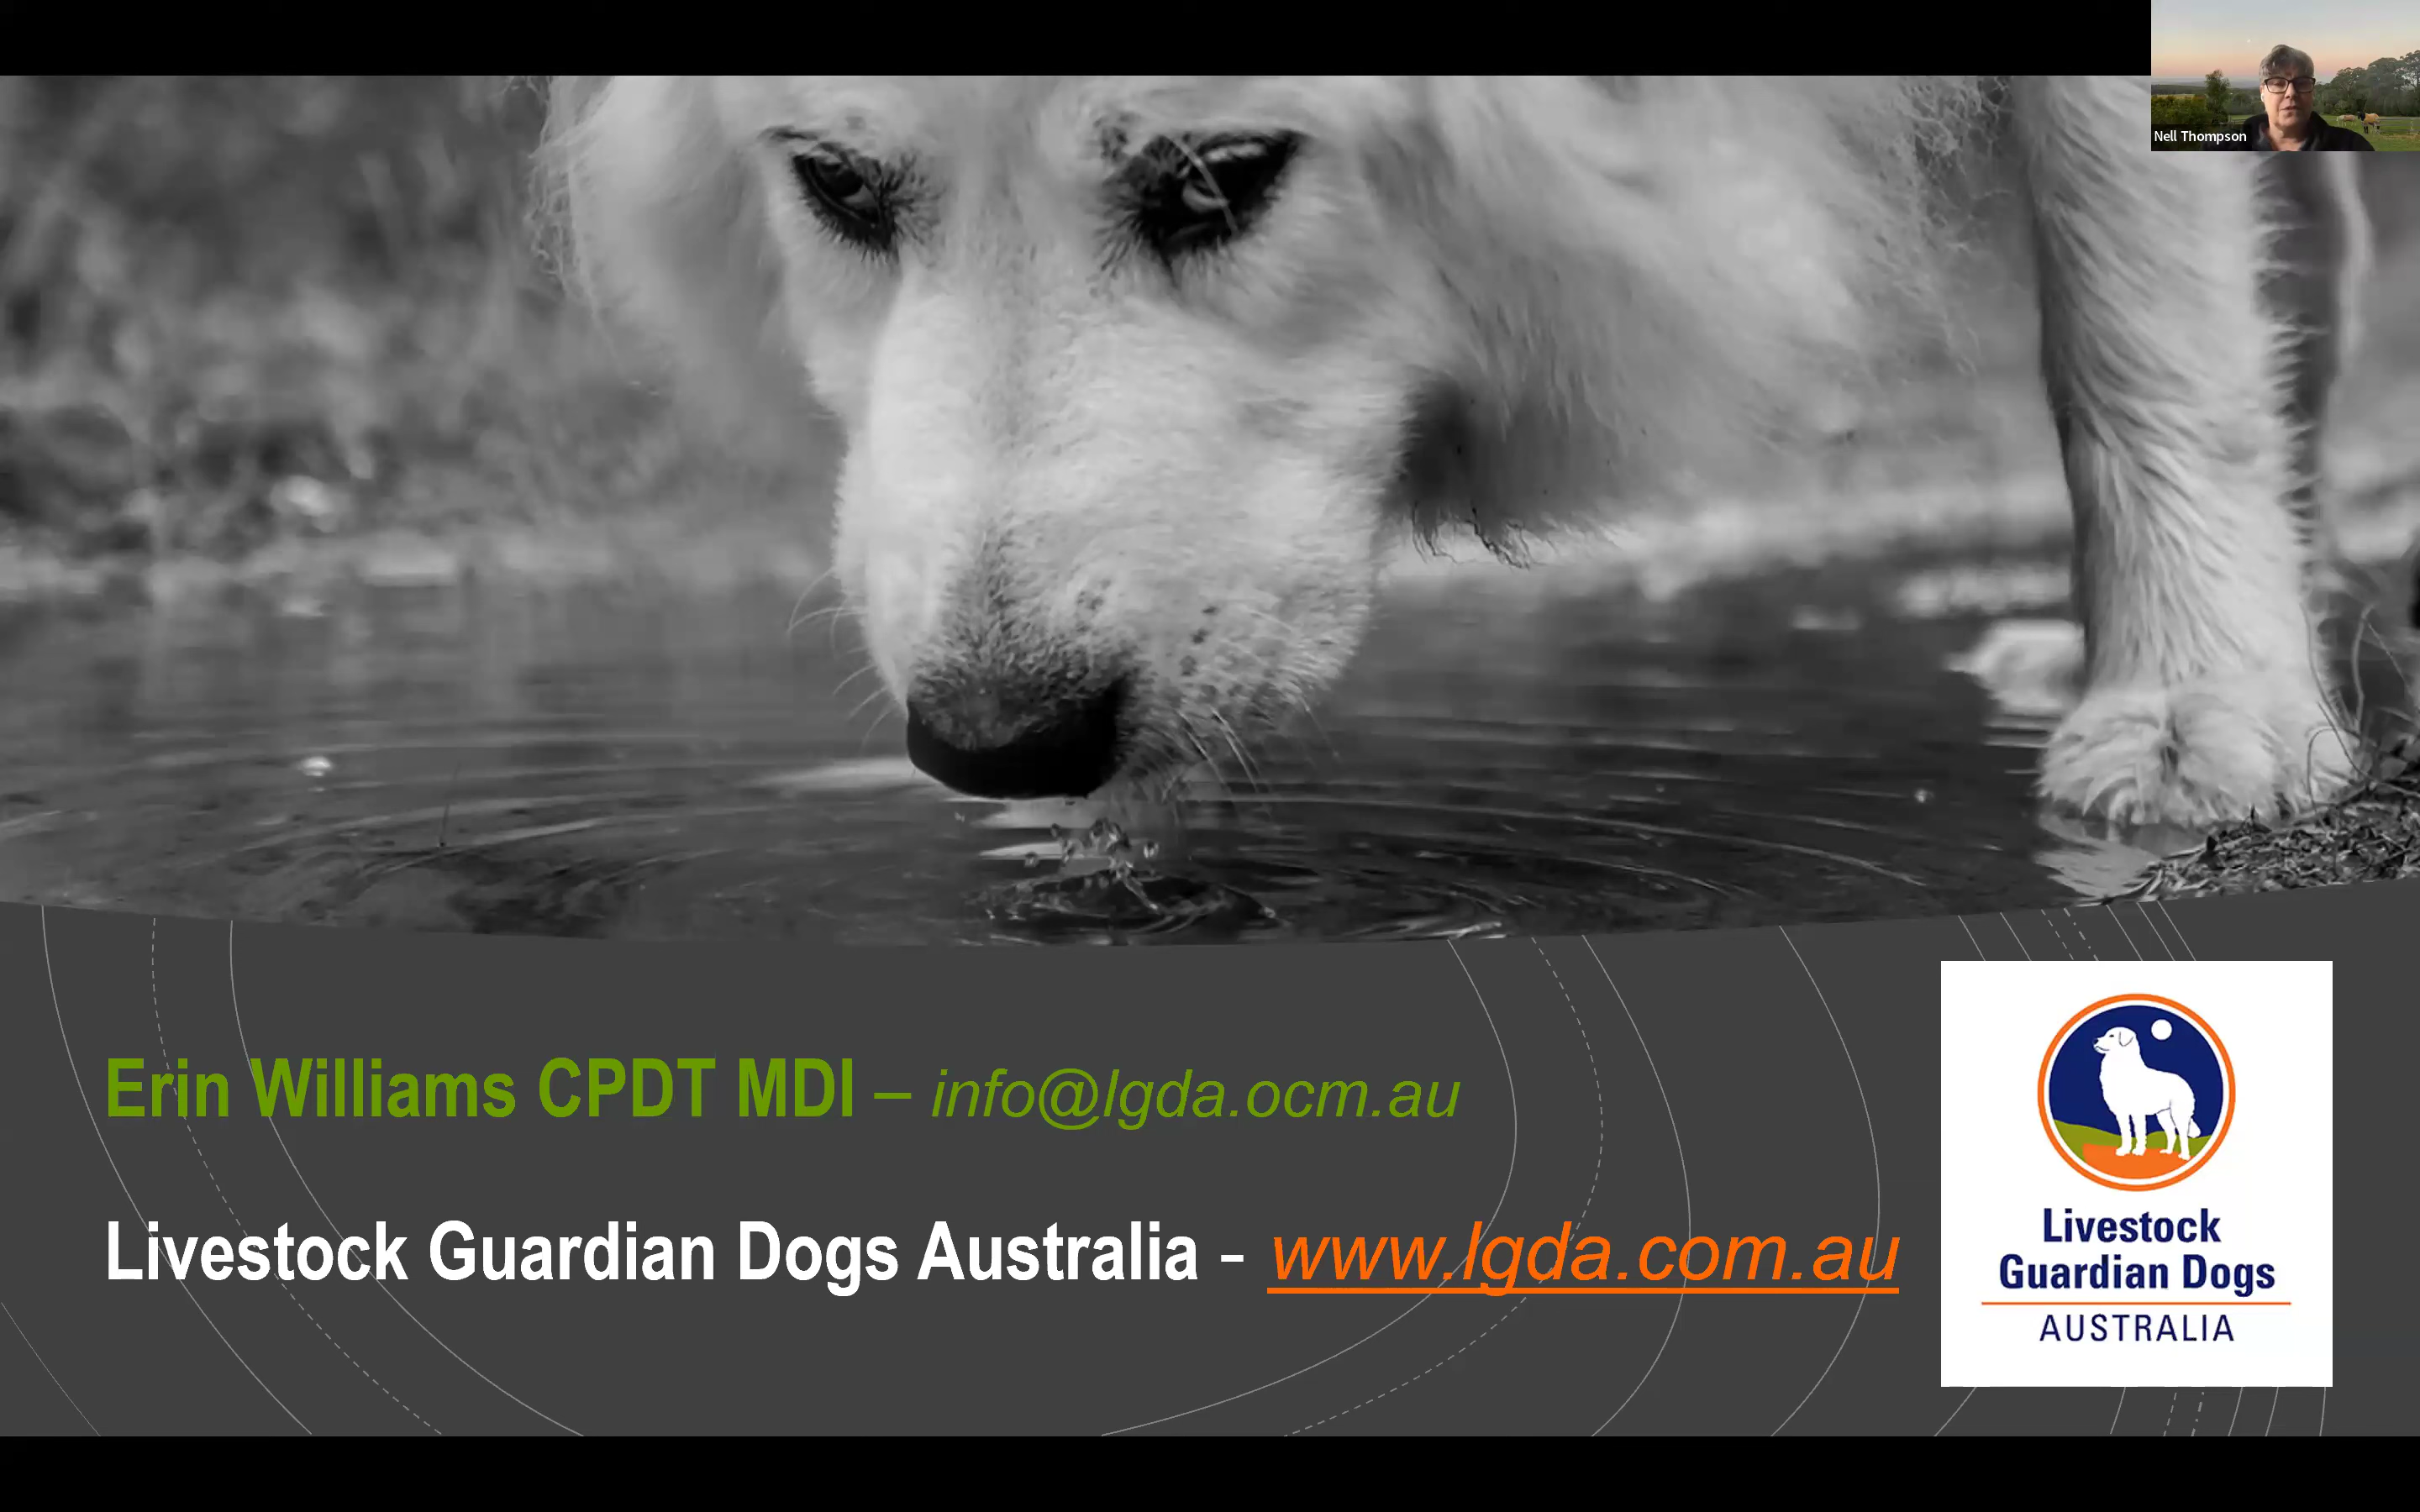 Nell Thompson
Erin Williams CPDT MDI – info@lgda.ocm.au
Livestock Guardian Dogs Australia - www.lgda.com.au
Livestock
Guardian Dogs
AUSTRALIA